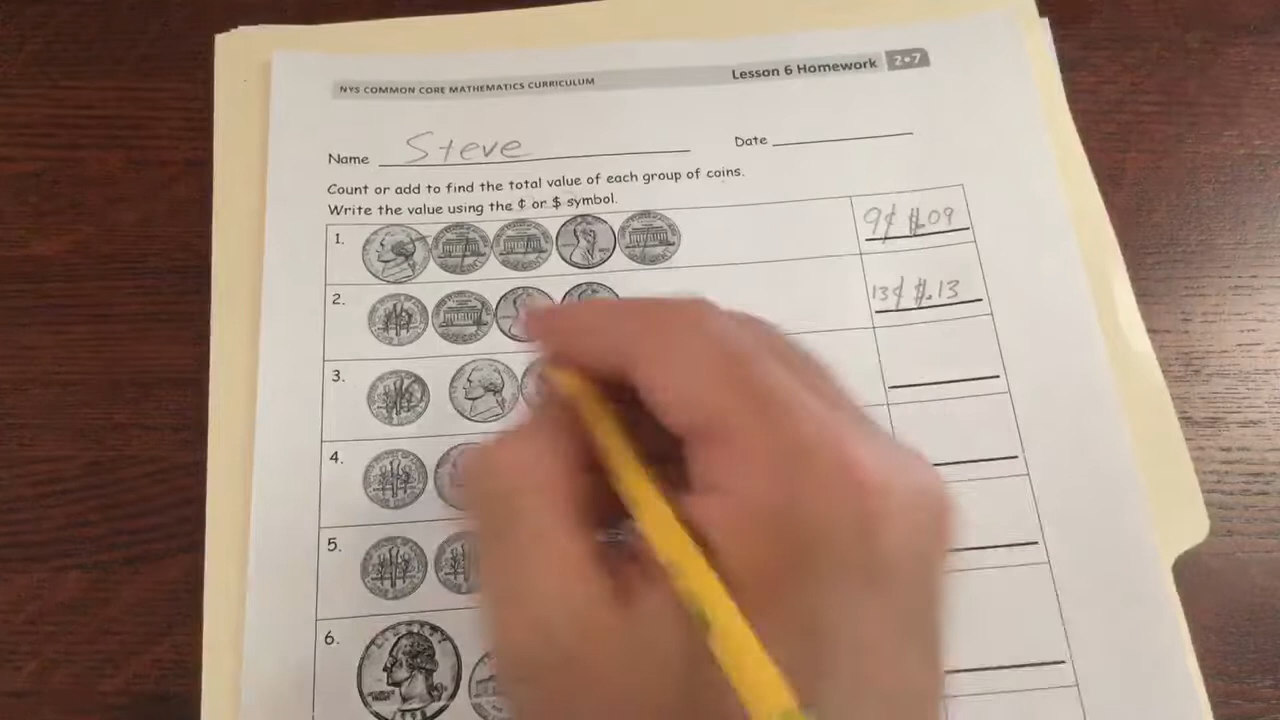 NYS COMMON CORE MATHEMATICS CURRICULUM
Lesson 6 Homework 2•7
Name Steve Date
Count or add to find the total value of each group of coins.
Write the value using the ¢ or $ symbol.
1. 9¢ $.09
2. 13¢ $.13
3.
4.
5.
6.
LIBERTY